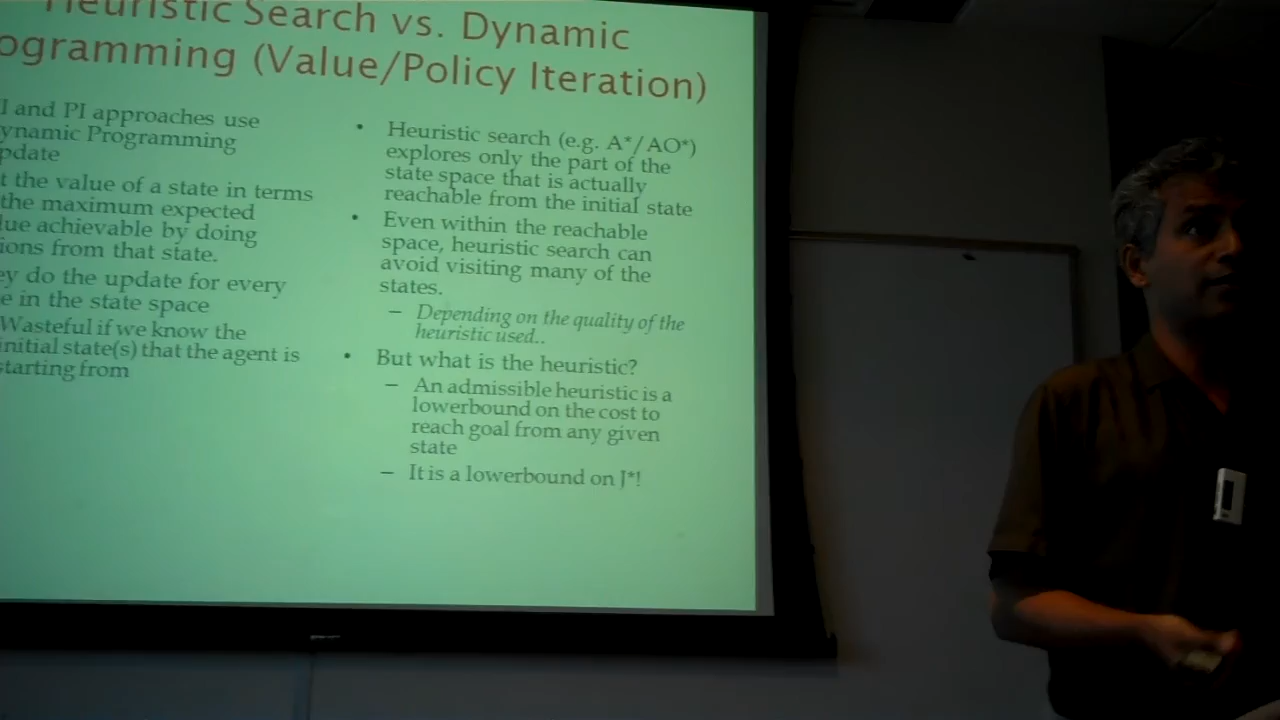 Heuristic Search vs. Dynamic
ogramming (Value/Policy Iteration)
I and PI approaches use
ynamic Programming
pdate
t the value of a state in terms
the maximum expected
lue achievable by doing
ions from that state.
ey do the update for every
e in the state space
Wasteful if we know the
initial state(s) that the agent is
starting from
• Heuristic search (e.g. A*/AO*)
explores only the part of the
state space that is actually
reachable from the initial state
• Even within the reachable
space, heuristic search can
avoid visiting many of the
states.
– Depending on the quality of the
heuristic used..
• But what is the heuristic?
– An admissible heuristic is a
lowerbound on the cost to
reach goal from any given
state
– It is a lowerbound on J*!